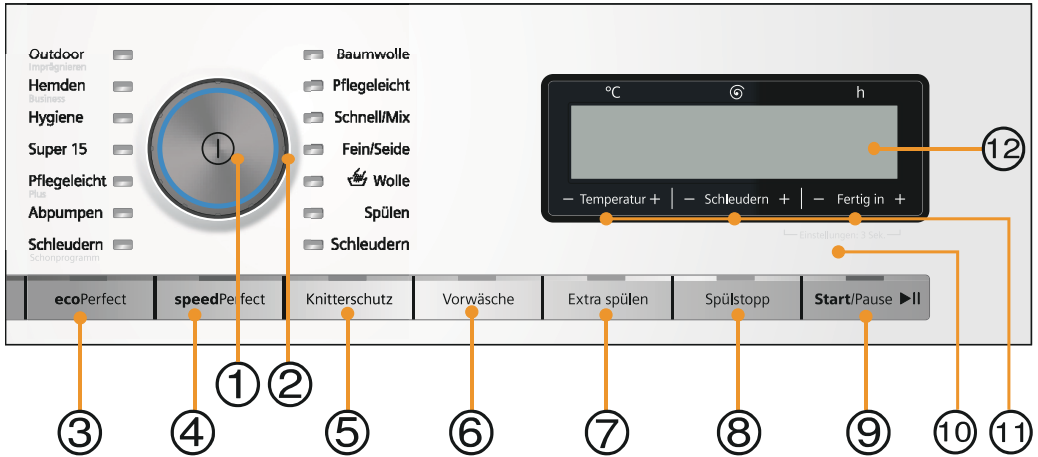 Outdoor
Imprägnieren
Hemden
Business
Hygiene
Super 15
Pflegeleicht
Plus
Abpumpen
Schleudern
Schonprogramm
Baumwolle
Pflegeleicht
Schnell/Mix
Fein/Seide
Wolle
Spülen
Schleudern
°C h
– Temperatur + – Schleudern + – Fertig in +
Einstellungen: 3 Sek.
ecoPerfect speedPerfect Knitterschutz Vorwäsche Extra spülen Spülstopp Start/Pause
12
1 2
3 4 5 6 7 8 9 10 11